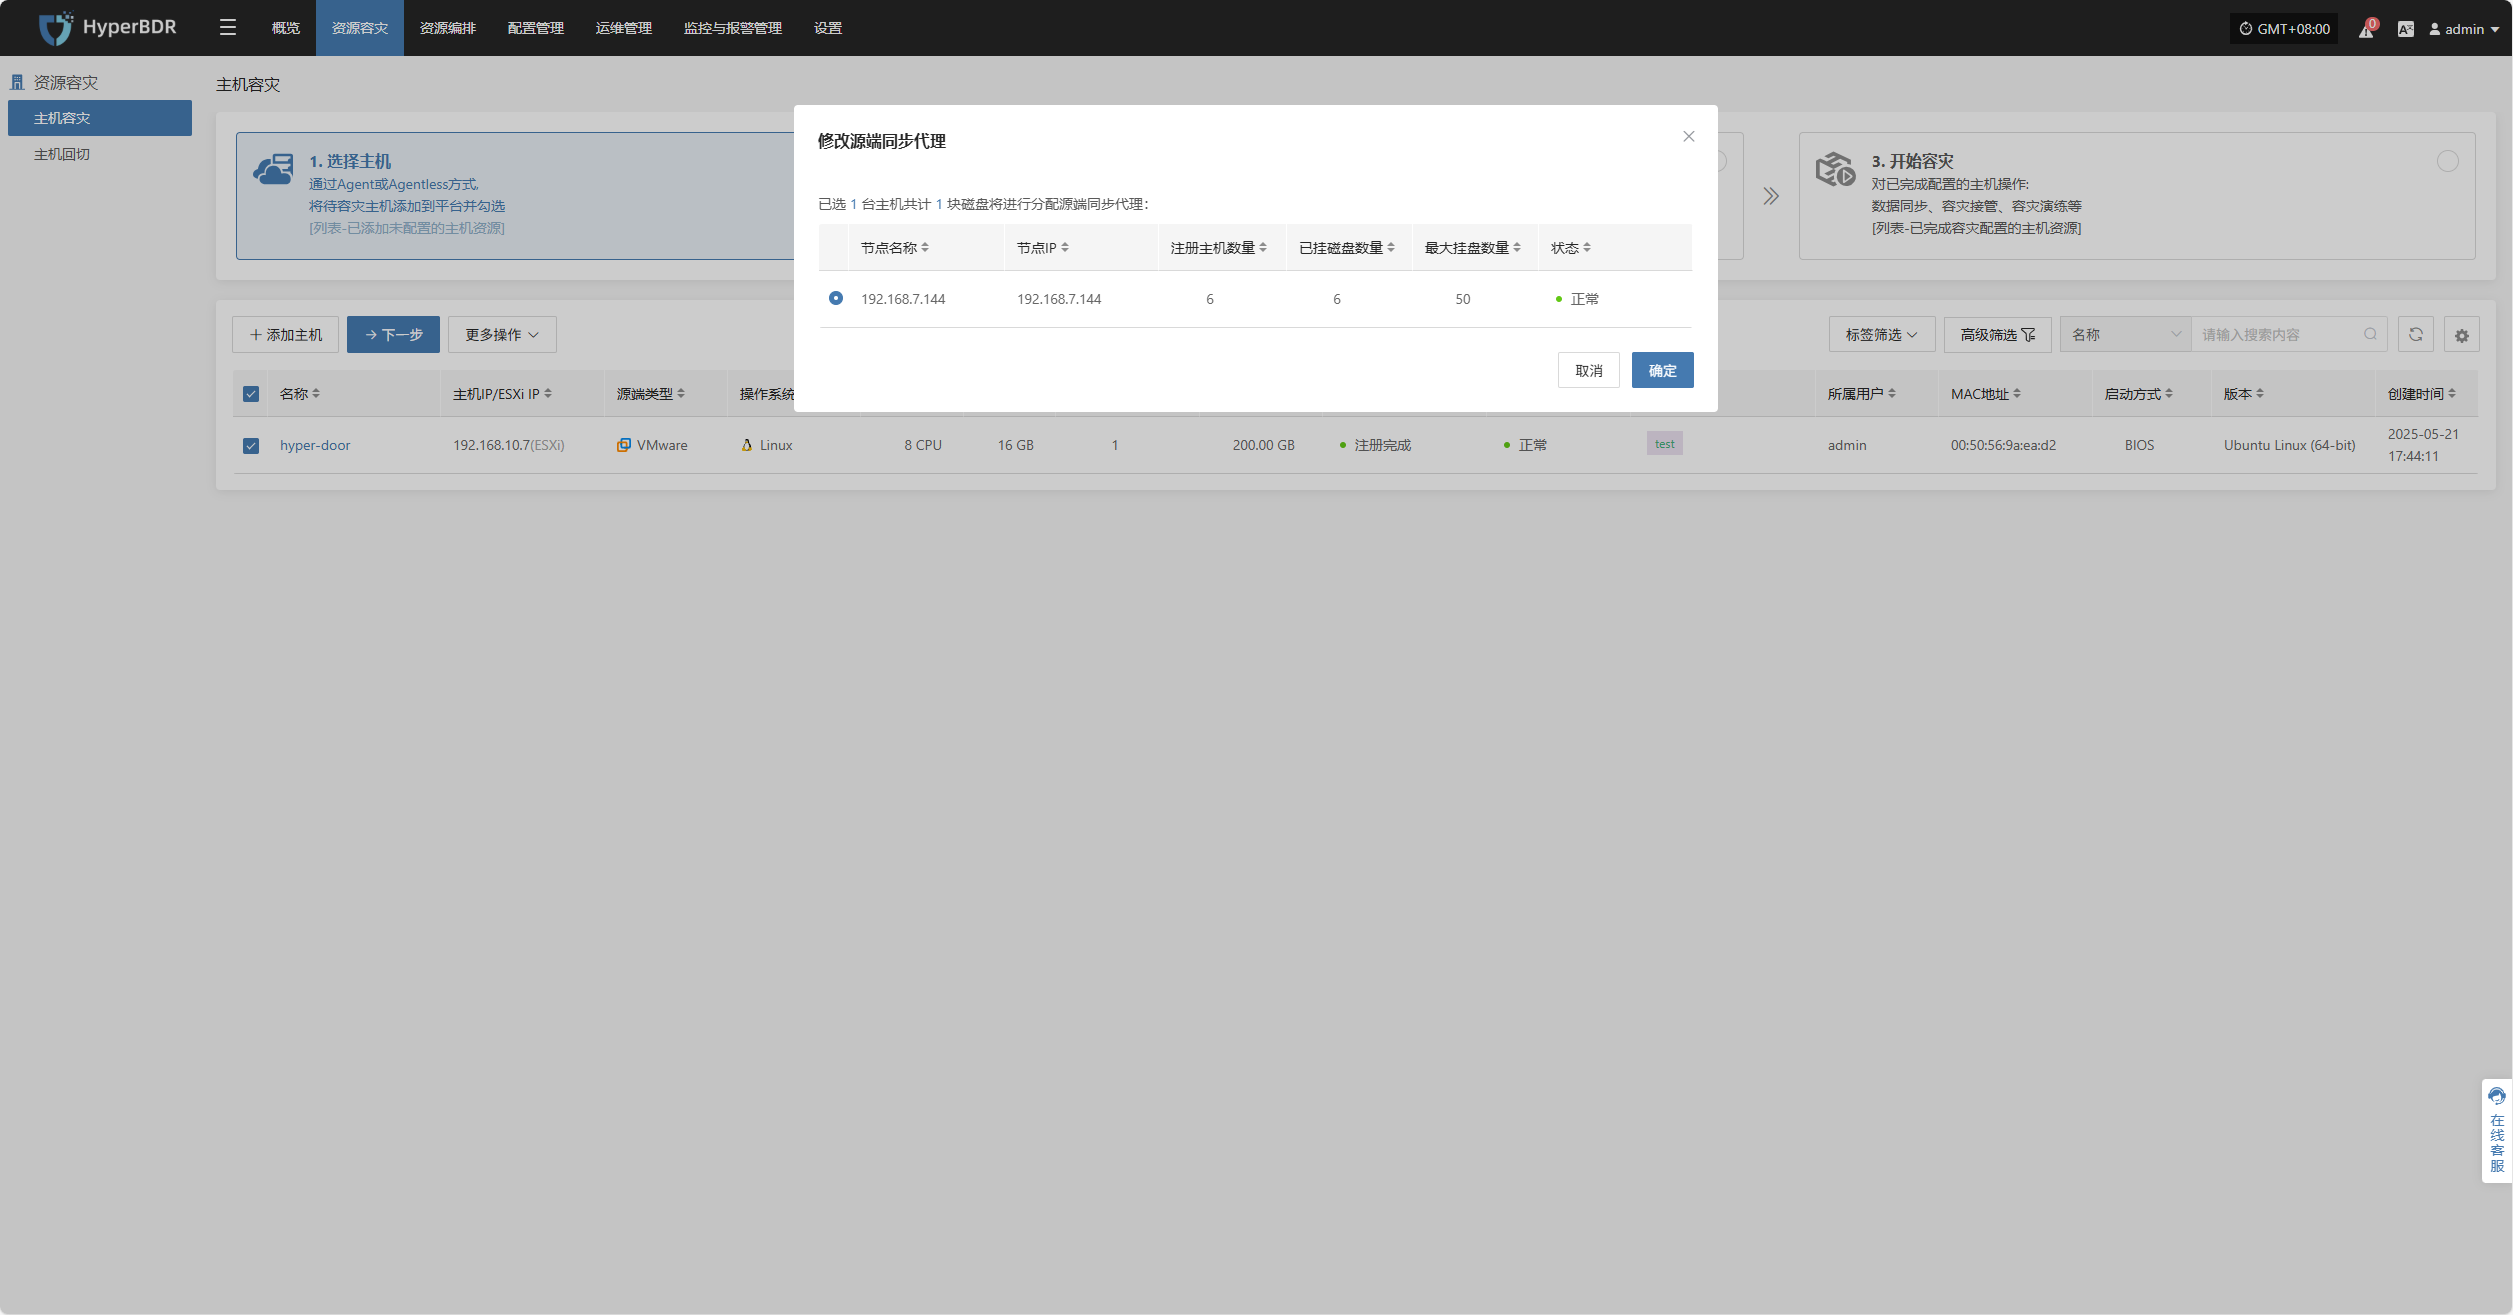 HyperBDR
概览
资源容灾
资源编排
配置管理
运维管理
监控与报警管理
设置
GMT+08:00
0
admin
资源容灾
主机容灾
主机回切
主机容灾
1. 选择主机
通过Agent或Agentless方式,
将待容灾主机添加到平台并勾选
[列表-已添加未配置的主机资源]
3. 开始容灾
对已完成配置的主机操作:
数据同步、容灾接管、容灾演练等
[列表-已完成容灾配置的主机资源]
修改源端同步代理
已选 1 台主机共计 1 块磁盘将进行分配源端同步代理:
节点名称 节点IP 注册主机数量 已挂磁盘数量 最大挂盘数量 状态
192.168.7.144 192.168.7.144 6 6 50 正常
取消 确定
添加主机 下一步 更多操作 标签筛选 高级筛选 名称 请输入搜索内容
名称 主机IP/ESXi IP 源端类型 操作系统 所属用户 MAC地址 启动方式 版本 创建时间
hyper-door 192.168.10.7(ESXi) VMware Linux 8 CPU 16 GB 1 200.00 GB 注册完成 正常 test admin 00:50:56:9a:ea:d2 BIOS Ubuntu Linux (64-bit) 2025-05-21
17:44:11
在
线
客
服